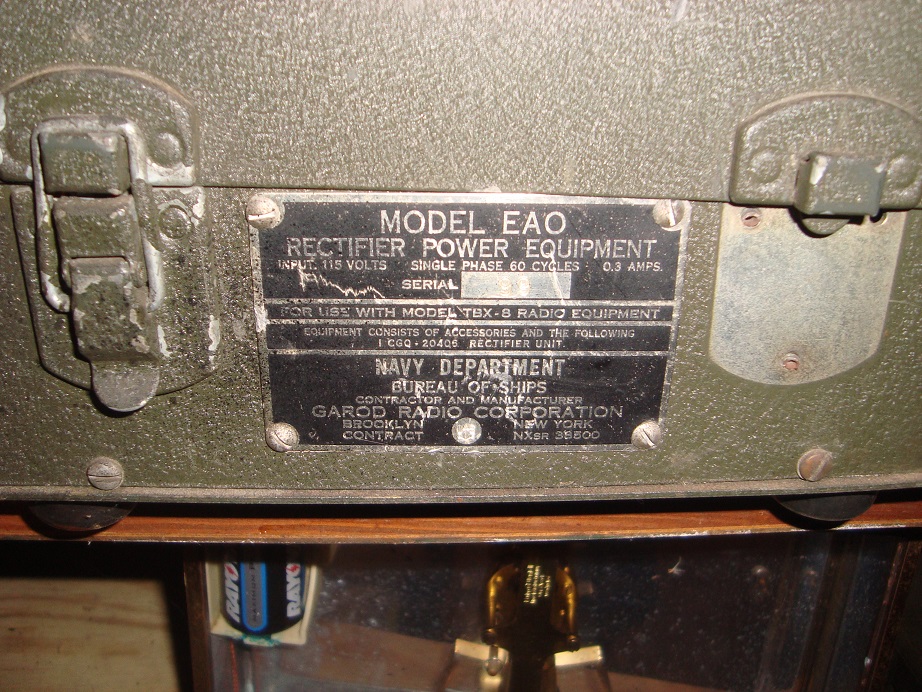 MODEL EAO
RECTIFIER POWER EQUIPMENT
INPUT. 115 VOLTS SINGLE PHASE 60 CYCLES 0.3 AMPS.
SERIAL
FOR USE WITH MODEL TBX-8 RADIO EQUIPMENT
EQUIPMENT CONSISTS OF ACCESSORIES AND THE FOLLOWING
1 CGQ-20406 RECTIFIER UNIT.
NAVY DEPARTMENT
BUREAU OF SHIPS
CONTRACTOR AND MANUFACTURER
GAROD RADIO CORPORATION
BROOKLYN NEW YORK
CONTRACT NXsr 39500
RAYO
RAYO